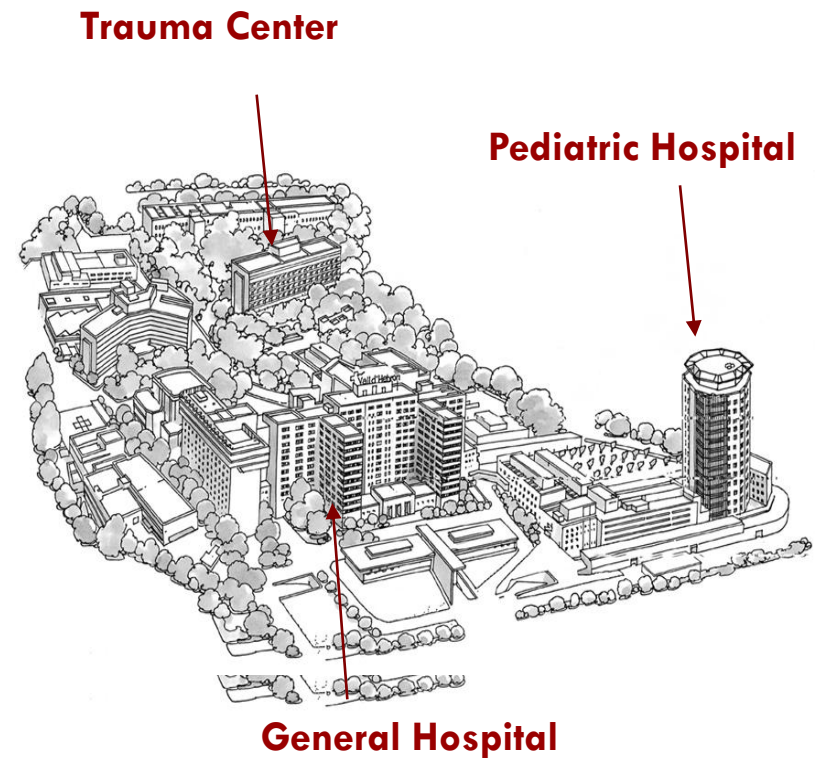 Trauma Center
Pediatric Hospital
Vall d'Hebron
General Hospital